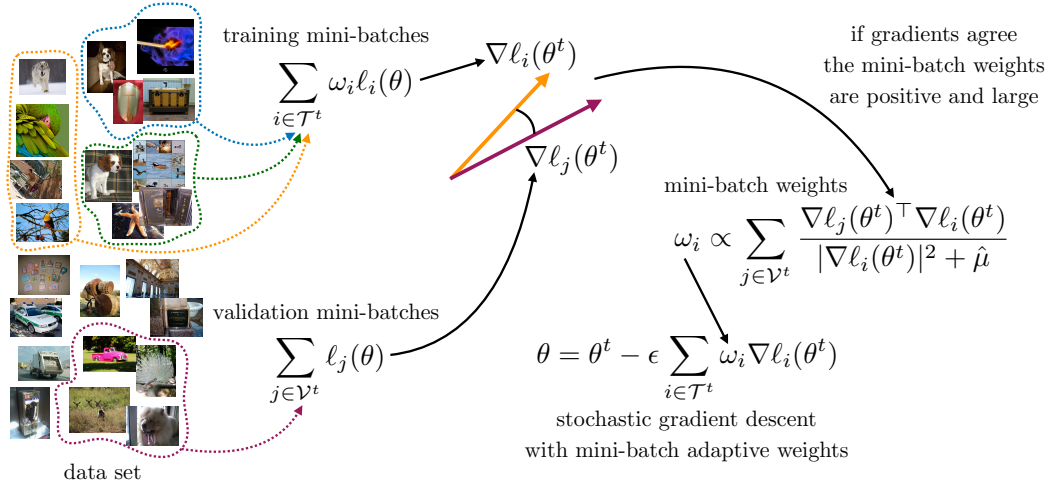 training mini-batches
∑_{i∈𝒯^t} ω_i ℓ_i(θ)
∇ℓ_i(θ^t)
∇ℓ_j(θ^t)
if gradients agree
the mini-batch weights
are positive and large
mini-batch weights
ω_i ∝ ∑_{j∈𝒱^t} ∇ℓ_j(θ^t)^⊤ ∇ℓ_i(θ^t) / |∇ℓ_i(θ^t)|^2 + μ̂
validation mini-batches
∑_{j∈𝒱^t} ℓ_j(θ)
θ = θ^t − ϵ ∑_{i∈𝒯^t} ω_i ∇ℓ_i(θ^t)
stochastic gradient descent
with mini-batch adaptive weights
data set